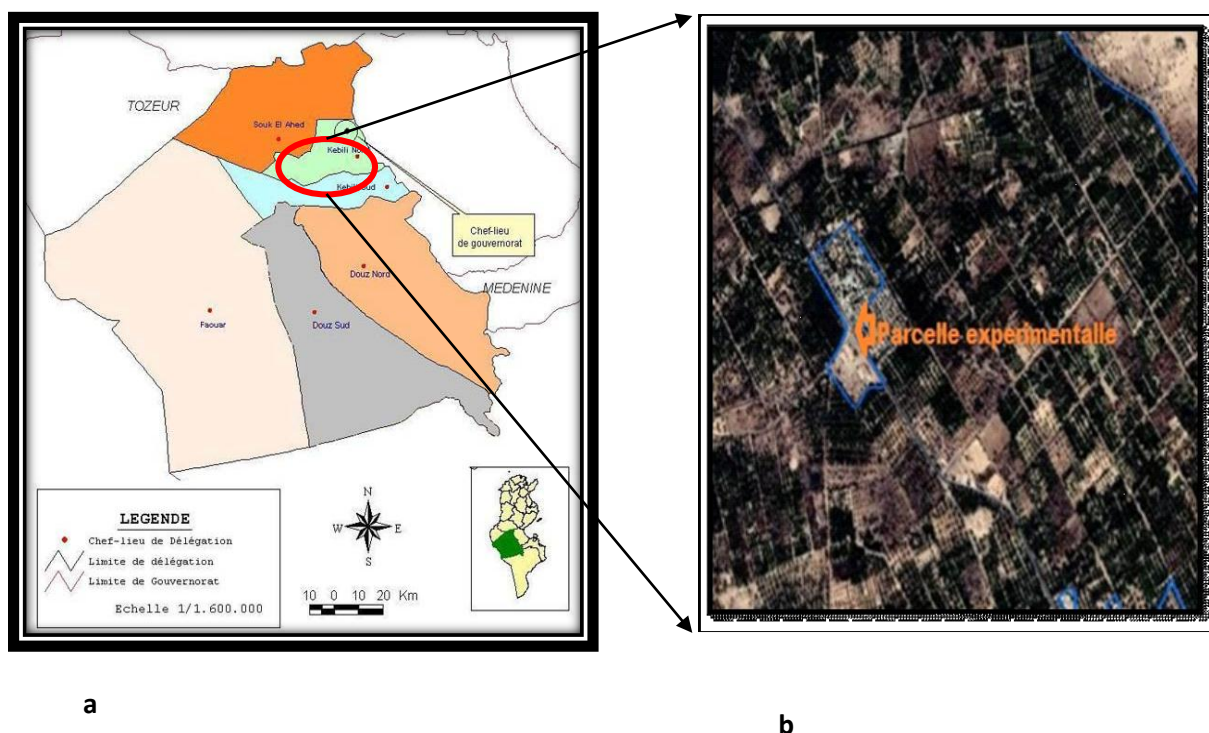 TOZEUR
Souk El Ahed
Kebili Nord
Kebili Sud
Chef-lieu
de gouvernorat
Douz Nord
MEDENINE
Faouar
Douz Sud
LEGENDE
Chef-lieu de Délégation
Limite de délégation
Limite de Gouvernorat
Echelle 1/1.600.000
N
W
E
S
10 0 10 20 Km
Parcelle experimentalle
a
b